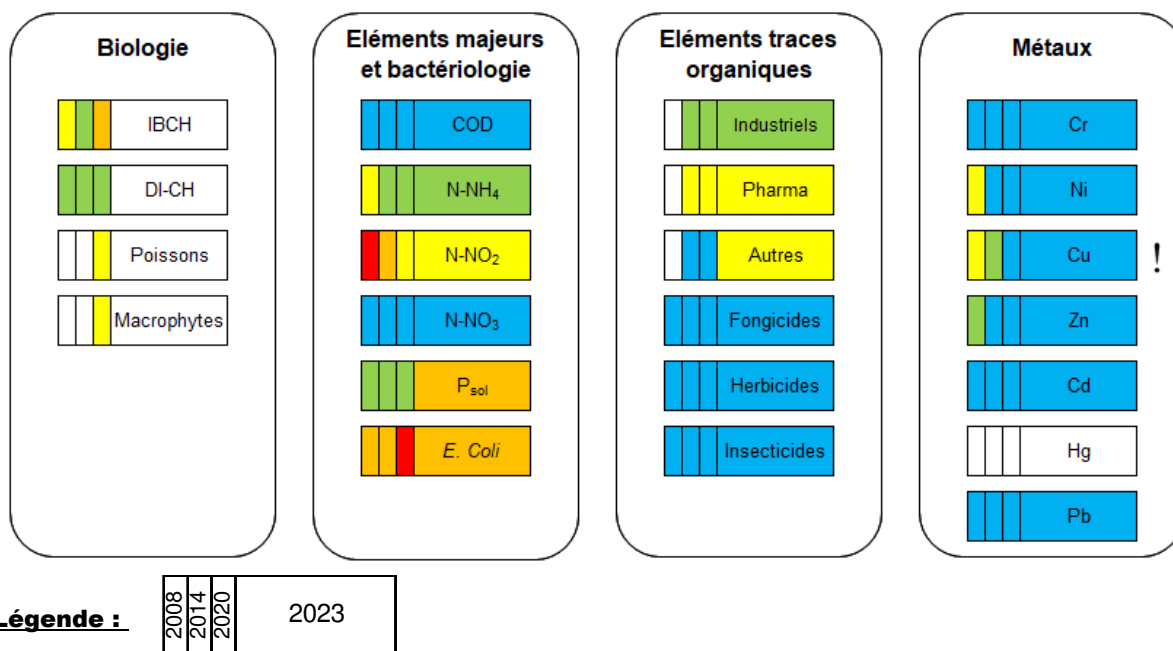 Biologie
IBCH
DI-CH
Poissons
Macrophytes
Eléments majeurs
et bactériologie
COD
N-NH₄
N-NO₂
N-NO₃
Psol
E. Coli
Eléments traces
organiques
Industriels
Pharma
Autres
Fongicides
Herbicides
Insecticides
Métaux
Cr
Ni
Cu !
Zn
Cd
Hg
Pb
Légende :
2008
2014
2020
2023